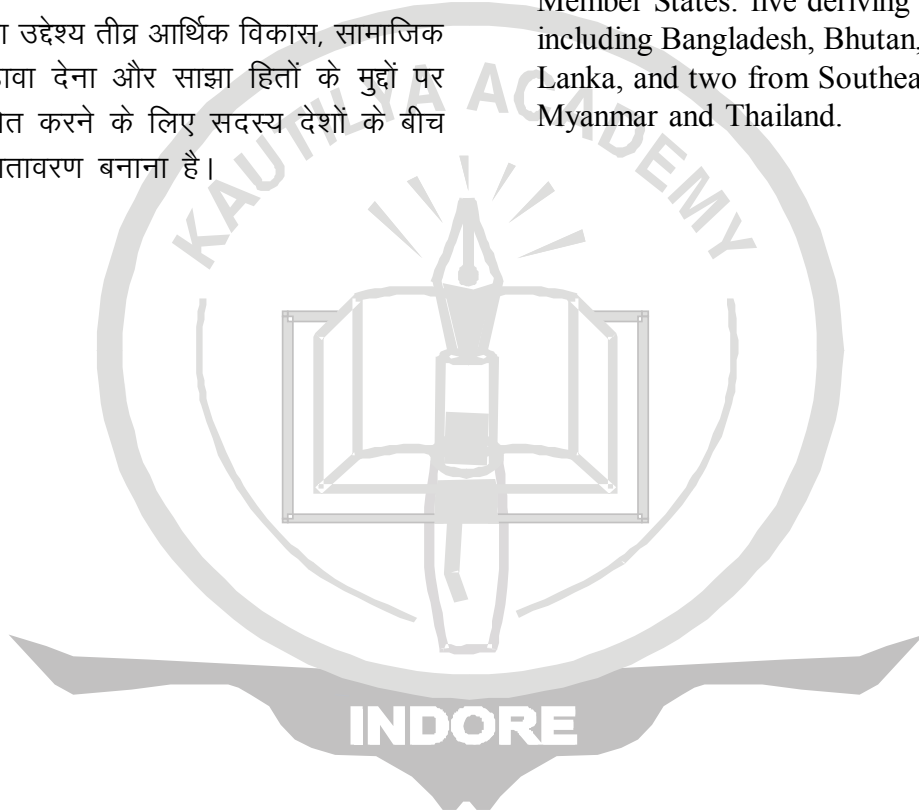 उद्देश्य तीव्र आर्थिक विकास, सामाजिक
देना और साझा हितों के मुद्दों पर
करने के लिए सदस्य देशों के बीच
बनाना है।
Member States: five deriving
including Bangladesh, Bhutan,
Lanka, and two from Southea
Myanmar and Thailand.
KAUTILYA ACADEMY
INDORE